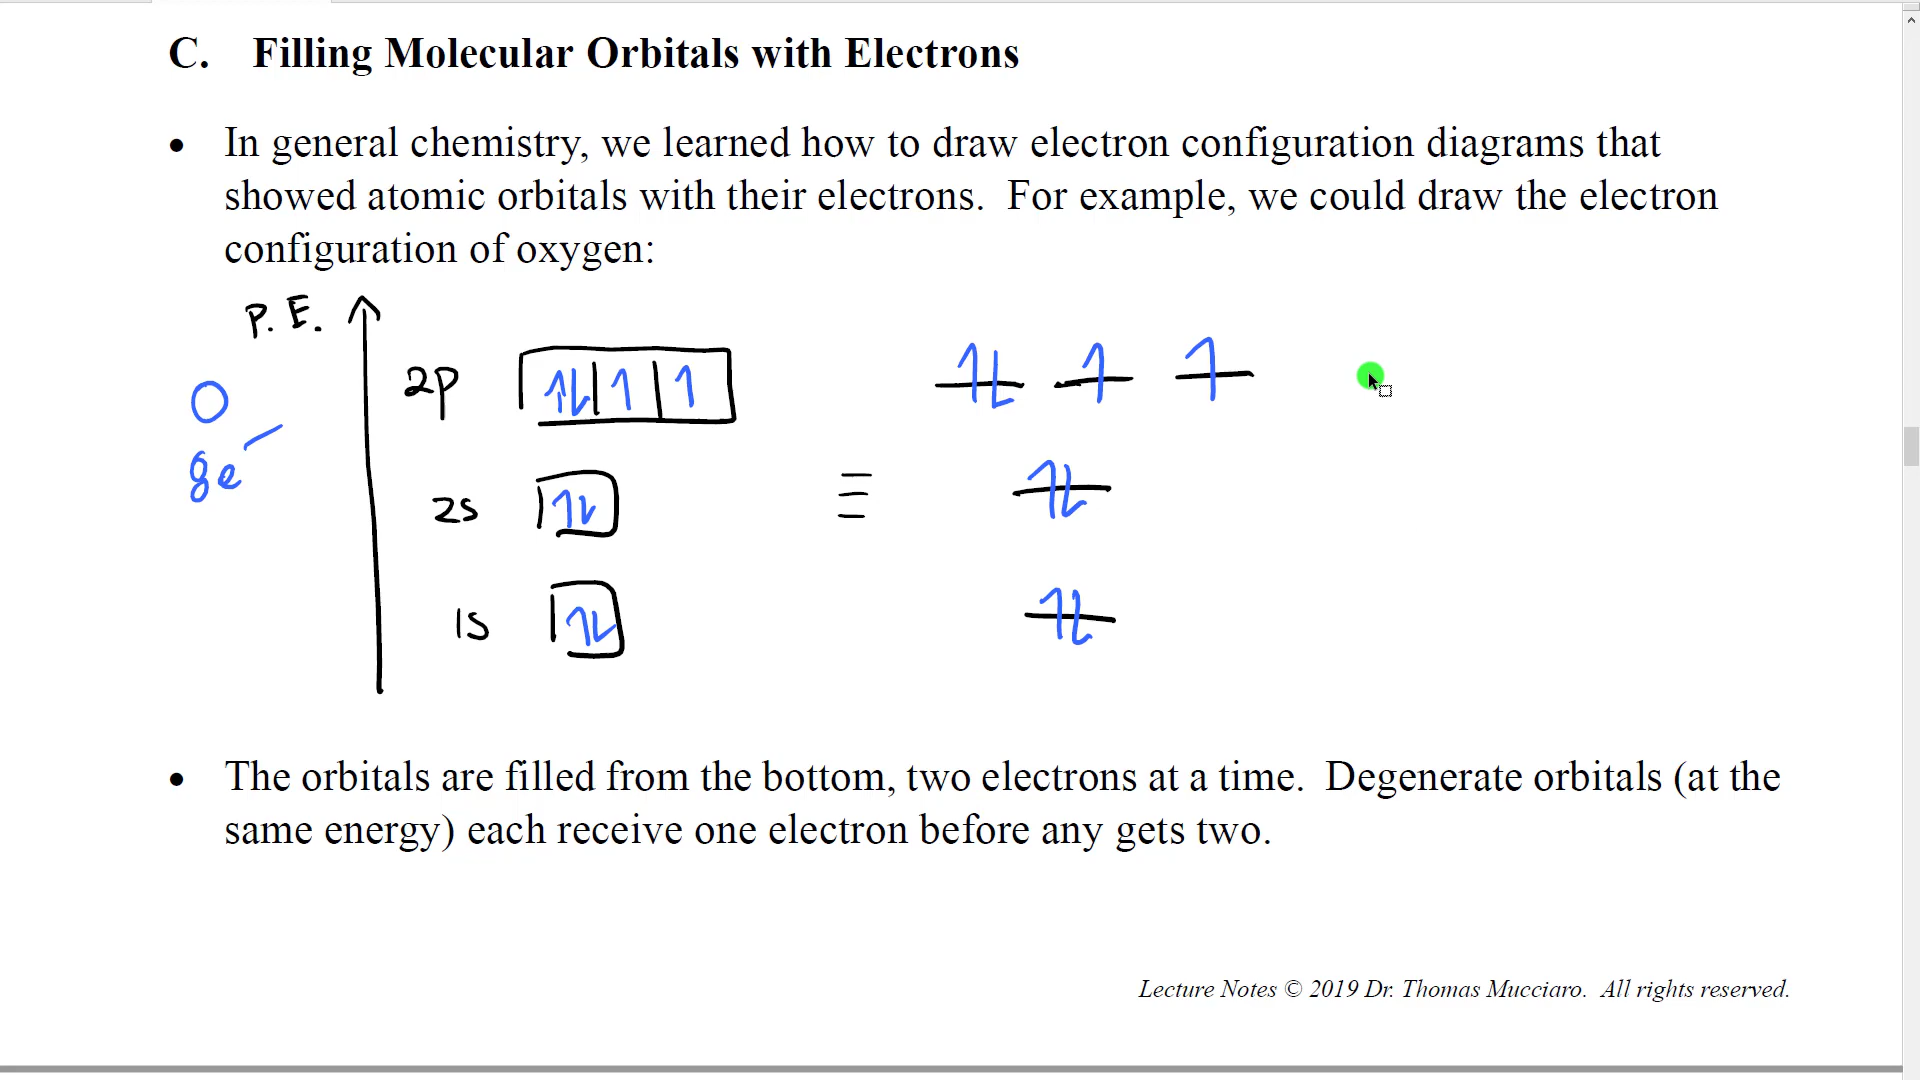 C. Filling Molecular Orbitals with Electrons
• In general chemistry, we learned how to draw electron configuration diagrams that
showed atomic orbitals with their electrons. For example, we could draw the electron
configuration of oxygen:
P.E.
2p ↑↓ ↑ ↑ ↑↓ ↑ ↑
O
8e⁻
2s ↑↓ ≡ ↑↓
1s ↑↓ ↑↓
• The orbitals are filled from the bottom, two electrons at a time. Degenerate orbitals (at the
same energy) each receive one electron before any gets two.
Lecture Notes © 2019 Dr. Thomas Mucciaro. All rights reserved.